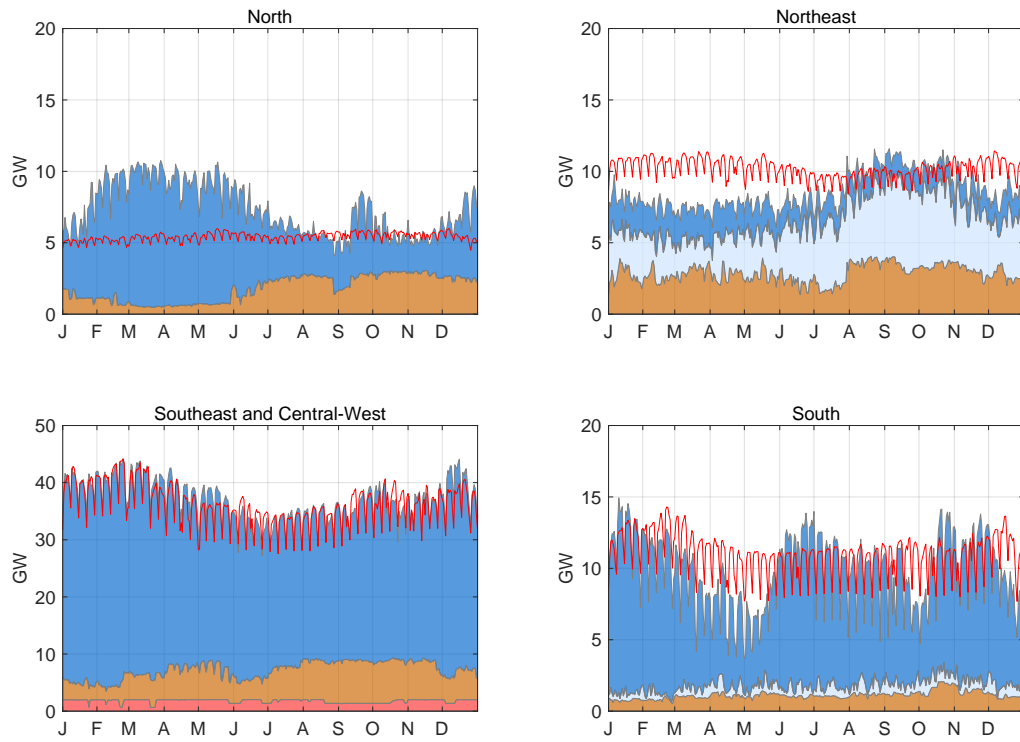 North
20
15
10
5
0
GW
J F M A M J J A S O N D
Northeast
20
15
10
5
0
GW
J F M A M J J A S O N D
Southeast and Central-West
50
40
30
20
10
0
GW
J F M A M J J A S O N D
South
20
15
10
5
0
GW
J F M A M J J A S O N D